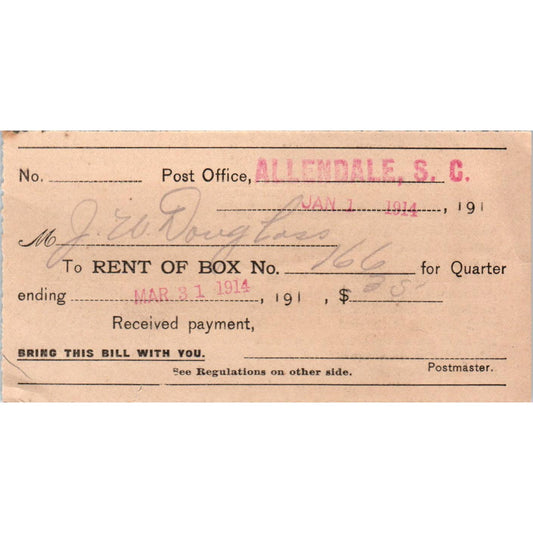 No. Post Office, ALLENDALE, S. C.
JAN 1 1914, 191
M J. W. Douglass
To RENT OF BOX No. 166 for Quarter
ending MAR 31 1914, 191 , $ 35
Received payment,
BRING THIS BILL WITH YOU.
Postmaster.
See Regulations on other side.